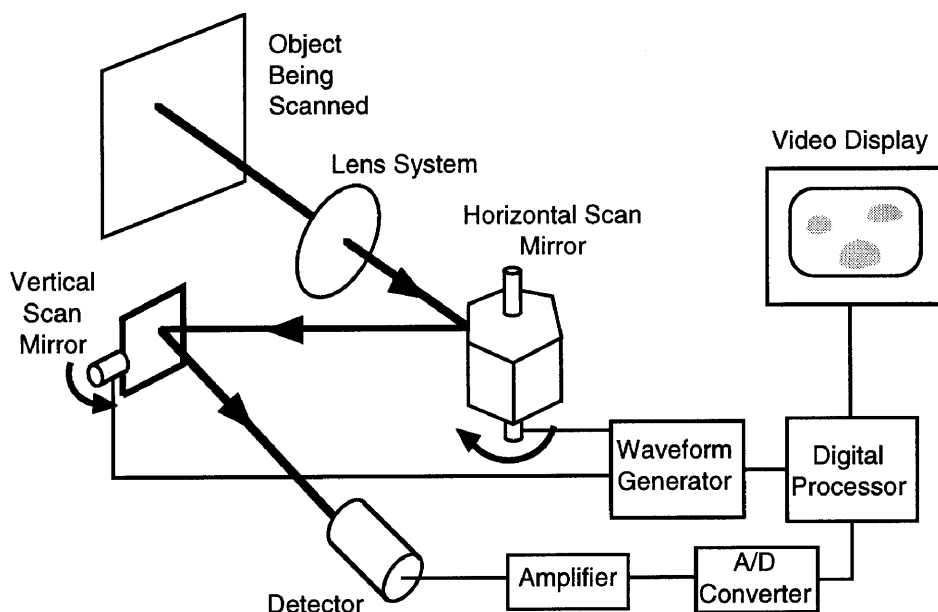 Object
Being
Scanned
Lens System
Video Display
Horizontal Scan
Mirror
Vertical
Scan
Mirror
Waveform
Generator
Digital
Processor
Amplifier
A/D
Converter
Detector